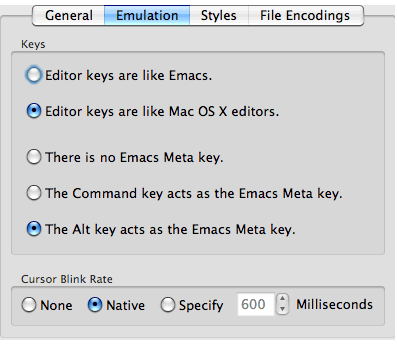 General Emulation Styles File Encodings
Keys
Editor keys are like Emacs.
Editor keys are like Mac OS X editors.
There is no Emacs Meta key.
The Command key acts as the Emacs Meta key.
The Alt key acts as the Emacs Meta key.
Cursor Blink Rate
None Native Specify 600 Milliseconds